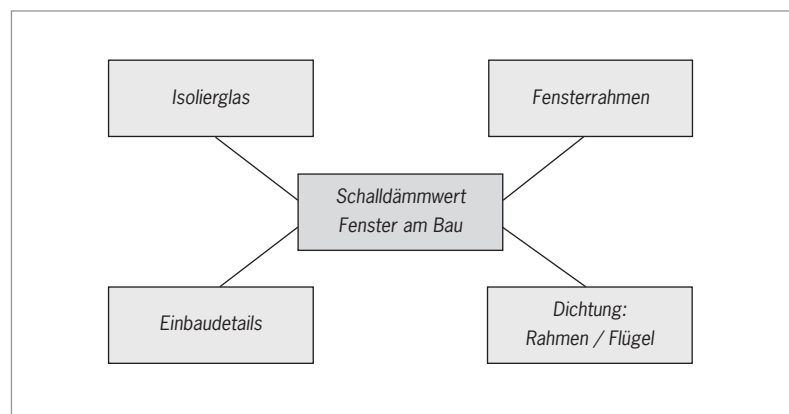 Isolierglas
Fensterrahmen
Schalldämmwert
Fenster am Bau
Einbaudetails
Dichtung:
Rahmen / Flügel